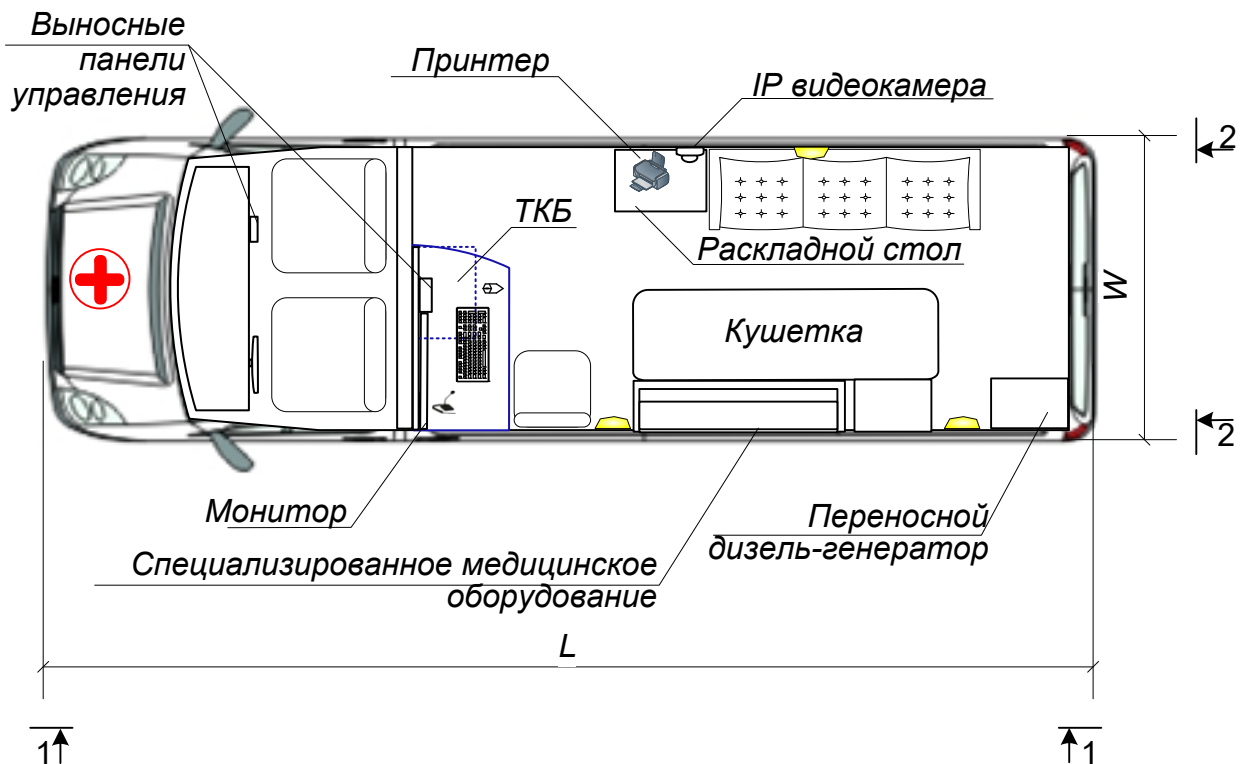 Выносные
панели
управления
Принтер
IP видеокамера
2
ТКБ
Раскладной стол
W
Кушетка
2
Монитор
Переносной
дизель-генератор
Специализированное медицинское
оборудование
L
1
1